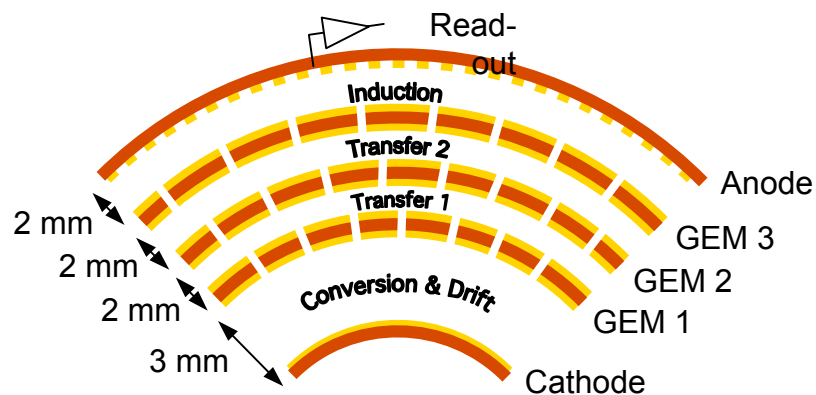 Read-
out
Induction
Transfer 2
Transfer 1
Conversion & Drift
Anode
GEM 3
GEM 2
GEM 1
Cathode
2 mm
2 mm
2 mm
3 mm